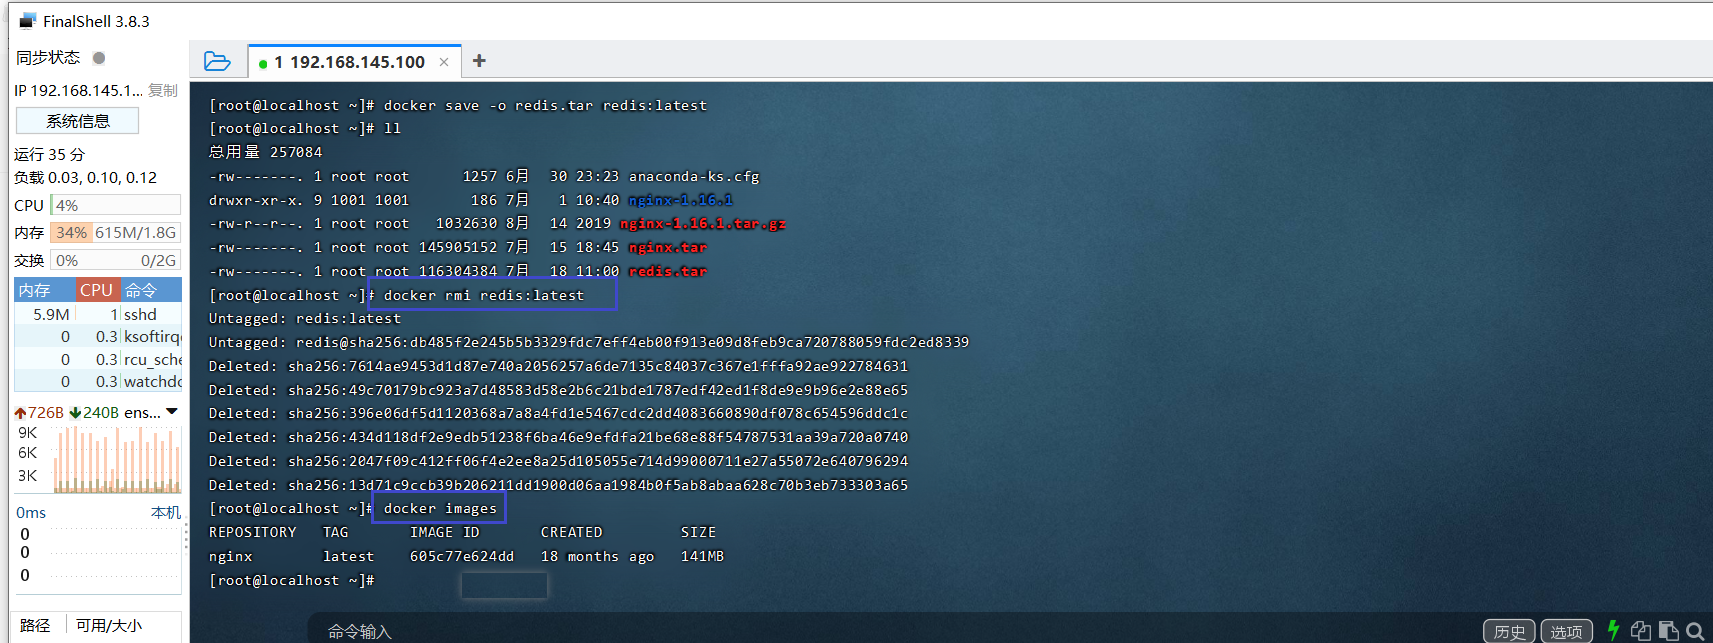 FinalShell 3.8.3
同步状态
IP 192.168.145.1... 复制
系统信息
运行 35 分
负载 0.03, 0.10, 0.12
CPU 4%
内存 34% 615M/1.8G
交换 0% 0/2G
内存 CPU 命令
5.9M 1 sshd
0 0.3 ksoftirq
0 0.3 rcu_sche
0 0.3 watchdo
726B 240B ens...
9K
6K
3K
0ms 本机
0
0
0
路径 可用/大小
1 192.168.145.100 × +
[root@localhost ~]# docker save -o redis.tar redis:latest
[root@localhost ~]# ll
总用量 257084
-rw-------. 1 root root      1257 6月  30 23:23 anaconda-ks.cfg
drwxr-xr-x. 9 1001 1001       186 7月   1 10:40 nginx-1.16.1
-rw-r--r--. 1 root root   1032630 8月  14 2019 nginx-1.16.1.tar.gz
-rw-------. 1 root root 145905152 7月  15 18:45 nginx.tar
-rw-------. 1 root root 116304384 7月  18 11:00 redis.tar
[root@localhost ~]# docker rmi redis:latest
Untagged: redis:latest
Untagged: redis@sha256:db485f2e245b5b3329fdc7eff4eb00f913e09d8feb9ca720788059fdc2ed8339
Deleted: sha256:7614ae9453d1d87e740a2056257a6de7135c84037c367e1fffa92ae922784631
Deleted: sha256:49c70179bc923a7d48583d58e2b6c21bde1787edf42ed1f8de9e9b96e2e88e65
Deleted: sha256:396e06df5d1120368a7a8a4fd1e5467cdc2dd4083660890df078c654596ddc1c
Deleted: sha256:434d118df2e9edb51238f6ba46e9efdfa21be68e88f54787531aa39a720a0740
Deleted: sha256:2047f09c412ff06f4e2ee8a25d105055e714d99000711e27a55072e640796294
Deleted: sha256:13d71c9ccb39b206211dd1900d06aa1984b0f5ab8abaa628c70b3eb733303a65
[root@localhost ~]# docker images
REPOSITORY   TAG       IMAGE ID       CREATED         SIZE
nginx        latest    605c77e624dd   18 months ago   141MB
[root@localhost ~]#
命令输入 历史 选项